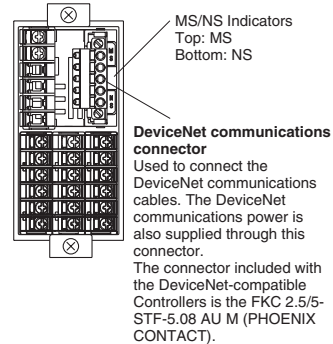 MS/NS Indicators
Top: MS
Bottom: NS
DeviceNet communications
connector
Used to connect the
DeviceNet communications
cables. The DeviceNet
communications power is
also supplied through this
connector.
The connector included with
the DeviceNet-compatible
Controllers is the FKC 2.5/5-
STF-5.08 AU M (PHOENIX
CONTACT).